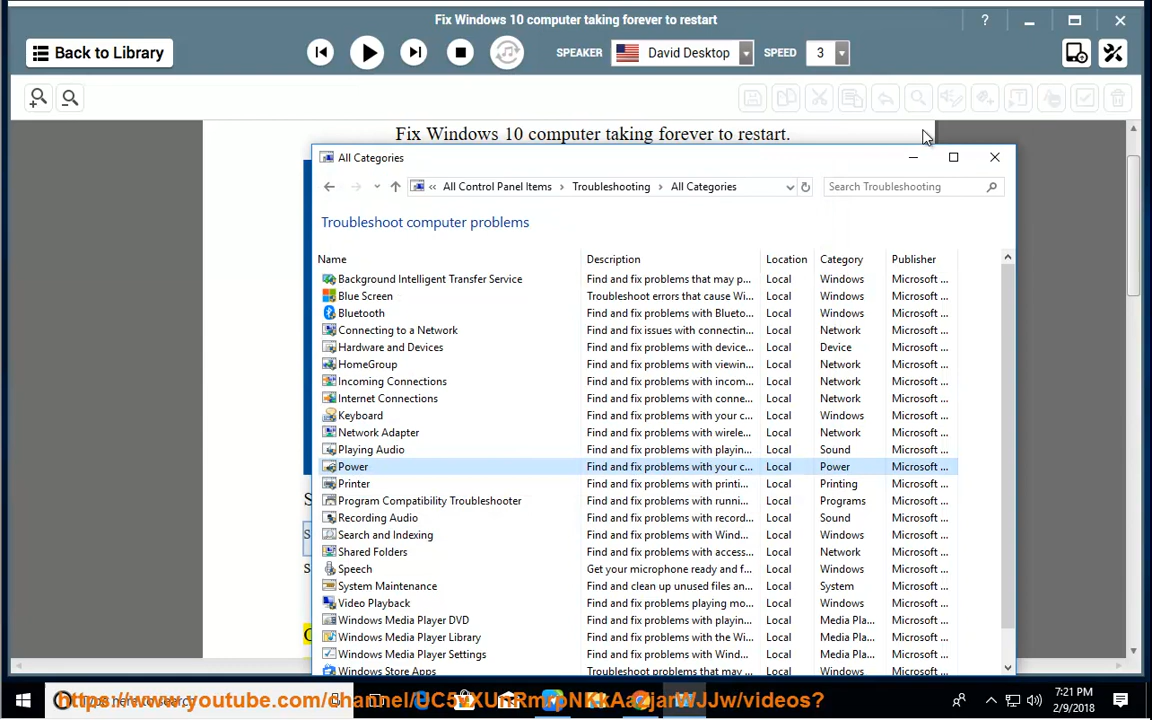 Fix Windows 10 computer taking forever to restart
Back to Library
SPEAKER David Desktop SPEED 3
Fix Windows 10 computer taking forever to restart.
All Categories
All Control Panel Items > Troubleshooting > All Categories
Search Troubleshooting
Troubleshoot computer problems
Name Description Location Category Publisher
Background Intelligent Transfer Service Find and fix problems that may p... Local Windows Microsoft ...
Blue Screen Troubleshoot errors that cause Wi... Local Windows Microsoft ...
Bluetooth Find and fix problems with Blueto... Local Windows Microsoft ...
Connecting to a Network Find and fix issues with connectin... Local Network Microsoft ...
Hardware and Devices Find and fix problems with device... Local Device Microsoft ...
HomeGroup Find and fix problems with viewin... Local Network Microsoft ...
Incoming Connections Find and fix problems with incom... Local Network Microsoft ...
Internet Connections Find and fix problems with conne... Local Network Microsoft ...
Keyboard Find and fix problems with your c... Local Windows Microsoft ...
Network Adapter Find and fix problems with wirele... Local Network Microsoft ...
Playing Audio Find and fix problems with playin... Local Sound Microsoft ...
Power Find and fix problems with your c... Local Power Microsoft ...
Printer Find and fix problems with printi... Local Printing Microsoft ...
Program Compatibility Troubleshooter Find and fix problems with runni... Local Programs Microsoft ...
Recording Audio Find and fix problems with record... Local Sound Microsoft ...
Search and Indexing Find and fix problems with Wind... Local Windows Microsoft ...
Shared Folders Find and fix problems with access... Local Network Microsoft ...
Speech Get your microphone ready and f... Local Windows Microsoft ...
System Maintenance Find and clean up unused files an... Local System Microsoft ...
Video Playback Find and fix problems playing mo... Local Windows Microsoft ...
Windows Media Player DVD Find and fix problems with playin... Local Media Pla... Microsoft ...
Windows Media Player Library Find and fix problems with the Wi... Local Media Pla... Microsoft ...
Windows Media Player Settings Find and fix problems with Wind... Local Media Pla... Microsoft ...
Windows Store Apps Troubleshoot problems that may ... Local Windows Microsoft ...
Type here to search
7:21 PM
2/9/2018